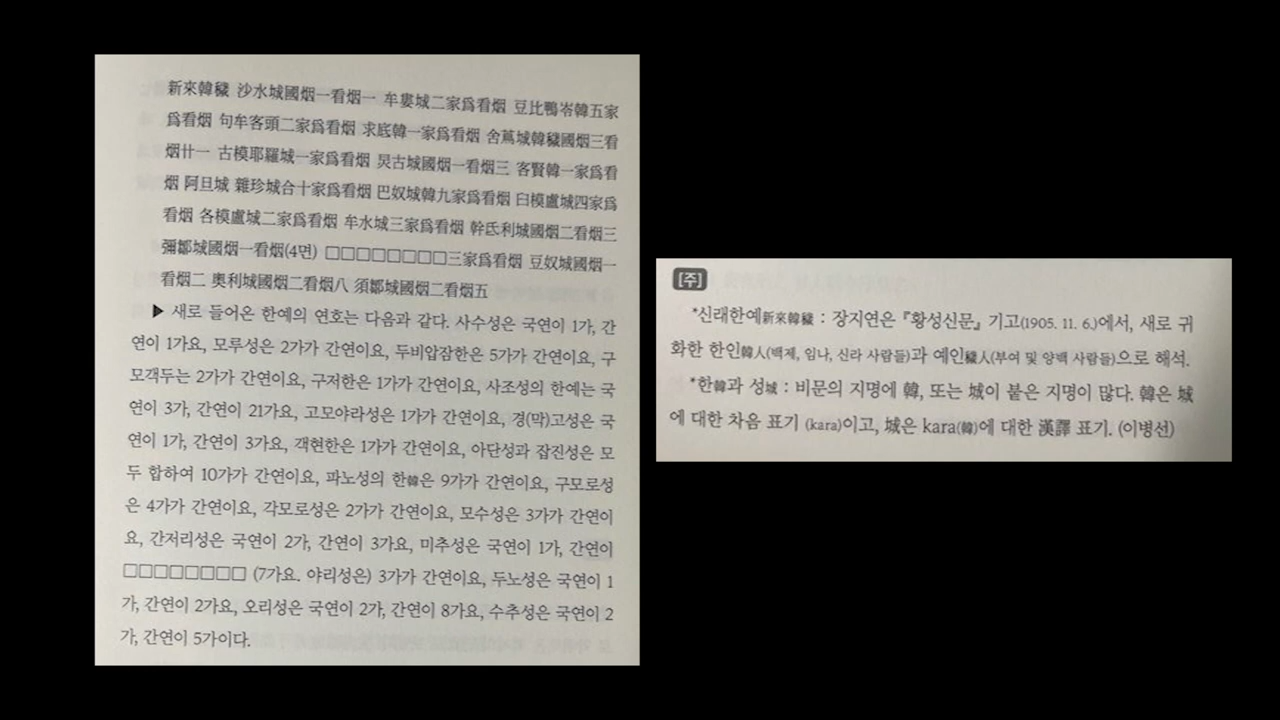 新來韓穢 沙水城國烟一看烟一 牟婁城二家爲看烟 豆比鴨岑韓五家
爲看烟 句牟客頭二家爲看烟 求底韓一家爲看烟 舍蔦城韓穢國烟三看
烟廿一 古模耶羅城一家爲看烟 炅古城國烟一看烟三 客賢韓一家爲看
烟 阿旦城 雜珍城合十家爲看烟 巴奴城韓九家爲看烟 臼模盧城四家爲
看烟 各模盧城二家爲看烟 牟水城三家爲看烟 幹氐利城國烟二看烟三
彌鄒城國烟一看烟(4면) □□□□□□□□三家爲看烟 豆奴城國烟一
看烟二 奧利城國烟二看烟八 須鄒城國烟二看烟五
▶ 새로 들어온 한예의 연호는 다음과 같다. 사수성은 국연이 1가, 간
연이 1가요, 모루성은 2가가 간연이요, 두비압잠한은 5가가 간연이요, 구
모객두는 2가가 간연이요, 구저한은 1가가 간연이요, 사조성의 한예는 국
연이 3가, 간연이 21가요, 고모야라성은 1가가 간연이요, 경(막)고성은 국
연이 1가, 간연이 3가요, 객현한은 1가가 간연이요, 아단성과 잡진성은 모
두 합하여 10가가 간연이요, 파노성의 한韓은 9가가 간연이요, 구모로성
은 4가가 간연이요, 각모로성은 2가가 간연이요, 모수성은 3가가 간연이
요, 간저리성은 국연이 2가, 간연이 3가요, 미추성은 국연이 1가, 간연이
□□□□□□□□ (7가요. 야리성은) 3가가 간연이요, 두노성은 국연이 1
가, 간연이 2가요, 오리성은 국연이 2가, 간연이 8가요, 수추성은 국연이 2
가, 간연이 5가이다.
[주]
*신래한예新來韓穢 : 장지연은 『황성신문』 기고(1905. 11. 6.)에서, 새로 귀
화한 한인韓人(백제, 임나, 신라 사람들)과 예인穢人(부여 및 양백 사람들)으로 해석.
*한韓과 성城 : 비문의 지명에 韓, 또는 城이 붙은 지명이 많다. 韓은 城
에 대한 차음 표기 (kara)이고, 城은 kara(韓)에 대한 漢譯 표기. (이병선)